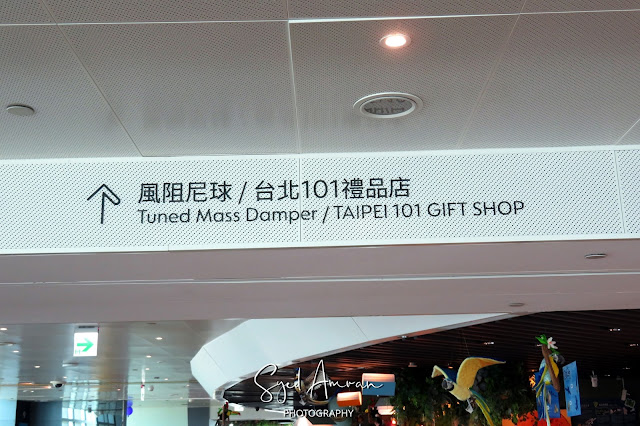 風阻尼球 / 台北101禮品店
Tuned Mass Damper / TAIPEI 101 GIFT SHOP
Syed Amran
PHOTOGRAPHY